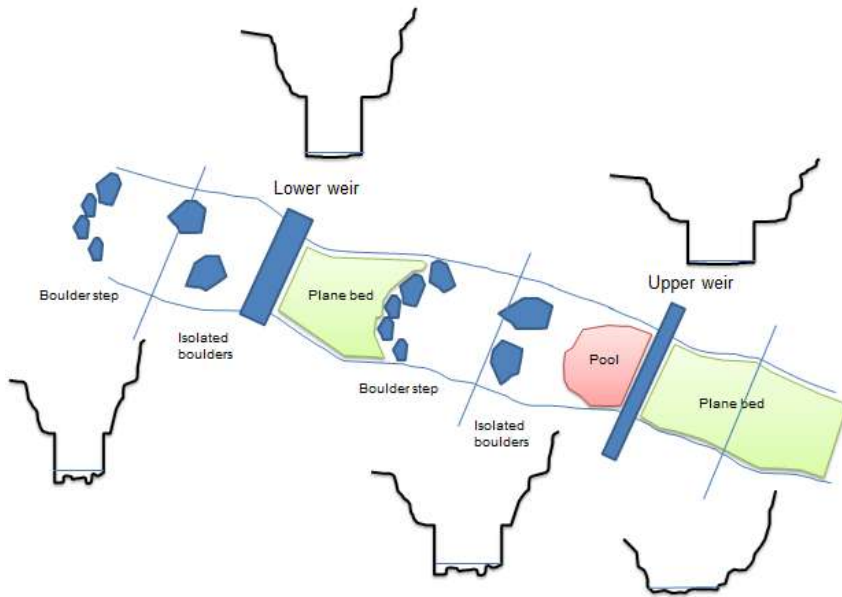 Lower weir
Upper weir
Boulder step
Isolated
boulders
Plane bed
Boulder step
Isolated
boulders
Pool
Plane bed